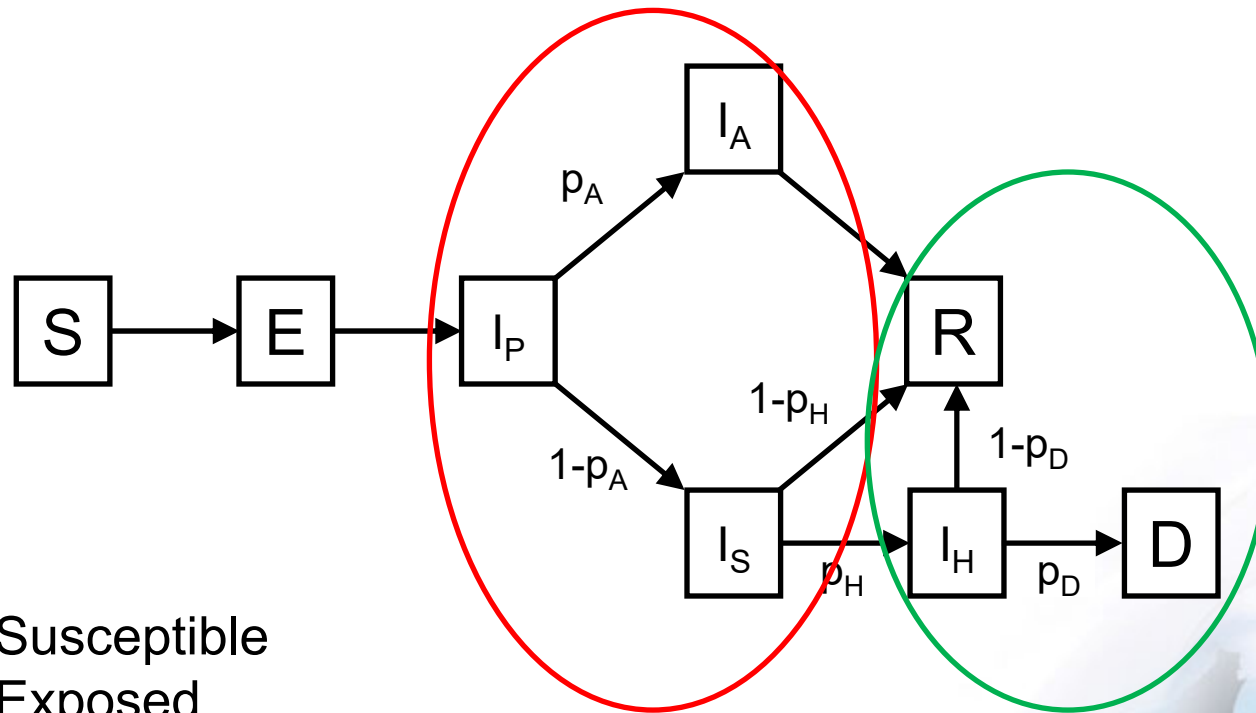 I_A
p_A
S
E
I_P
R
1-p_H
1-p_A
1-p_D
I_S
p_H
I_H
p_D
D
Susceptible
Exposed